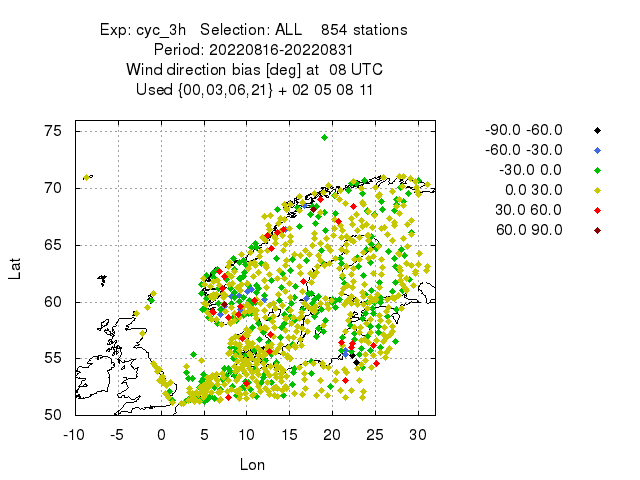 Exp: cyc_3h Selection: ALL 854 stations
Period: 20220816-20220831
Wind direction bias [deg] at 08 UTC
Used {00,03,06,21} + 02 05 08 11
-90.0 -60.0
-60.0 -30.0
-30.0 0.0
0.0 30.0
30.0 60.0
60.0 90.0
75
70
65
60
55
50
Lat
-10 -5 0 5 10 15 20 25 30
Lon